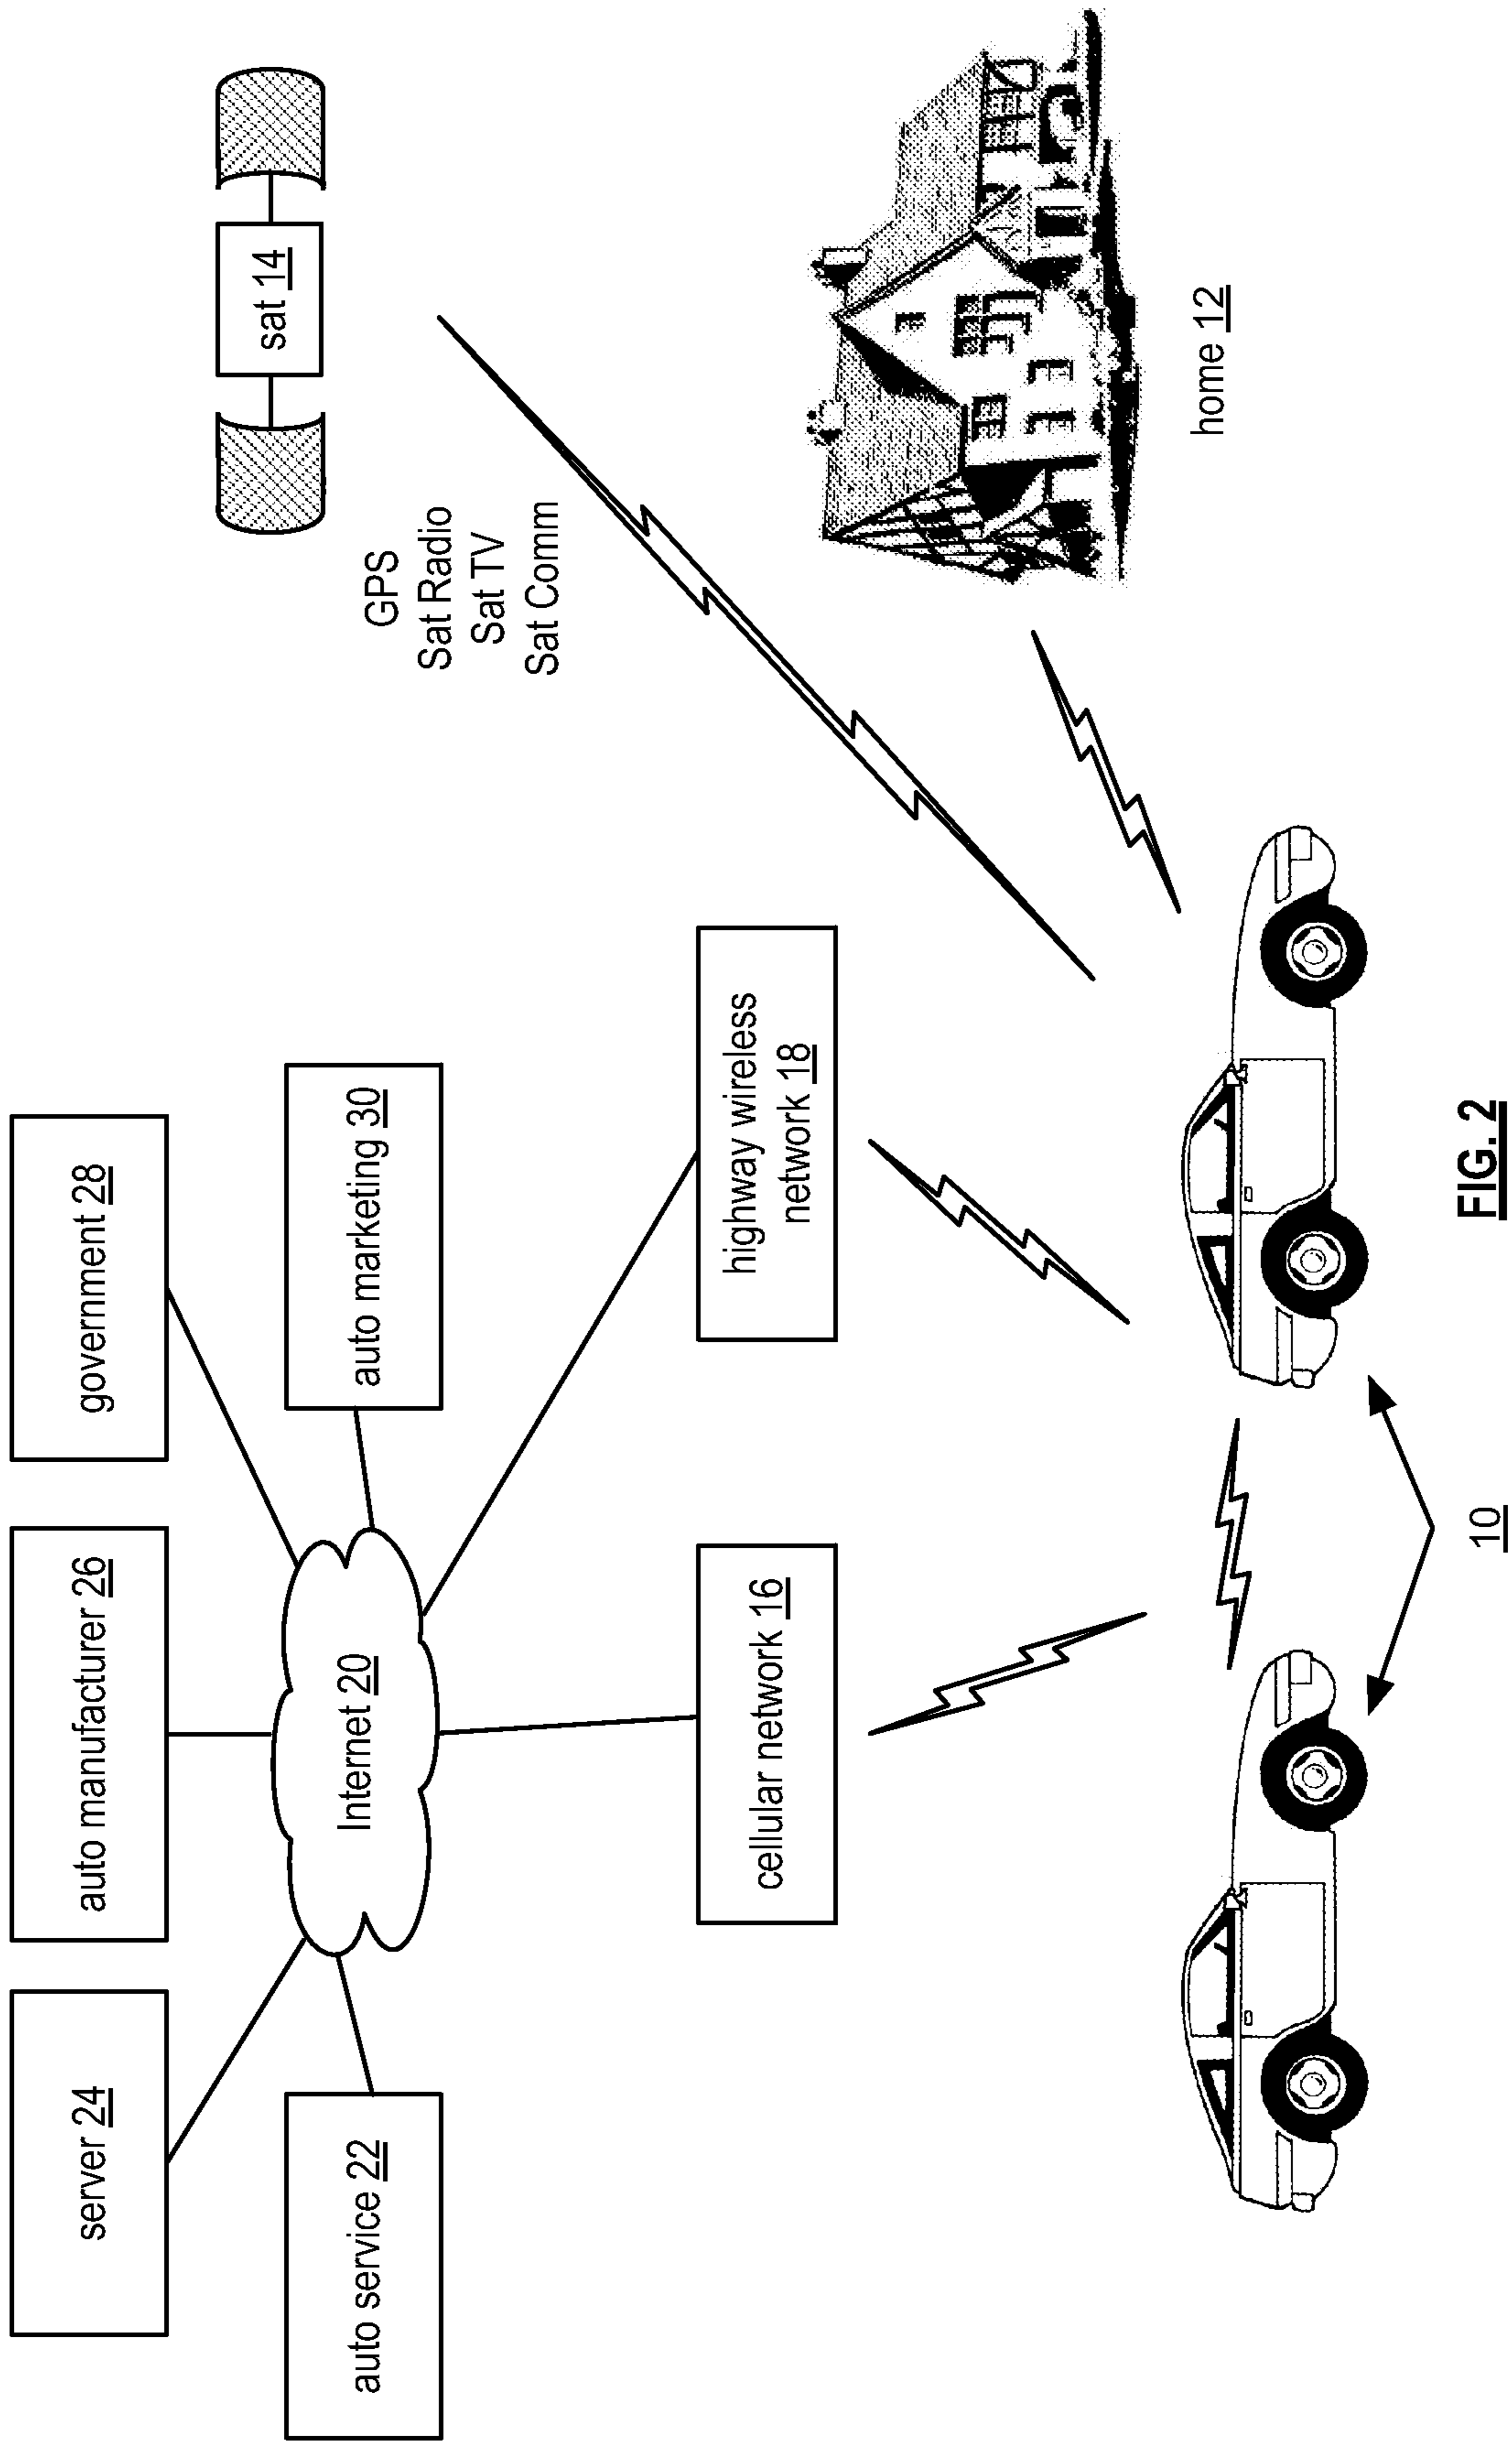 server 24
auto manufacturer 26
government 28
auto service 22
Internet 20
auto marketing 30
sat 14
GPS
Sat Radio
Sat TV
Sat Comm
cellular network 16
highway wireless
network 18
home 12
10
FIG. 2